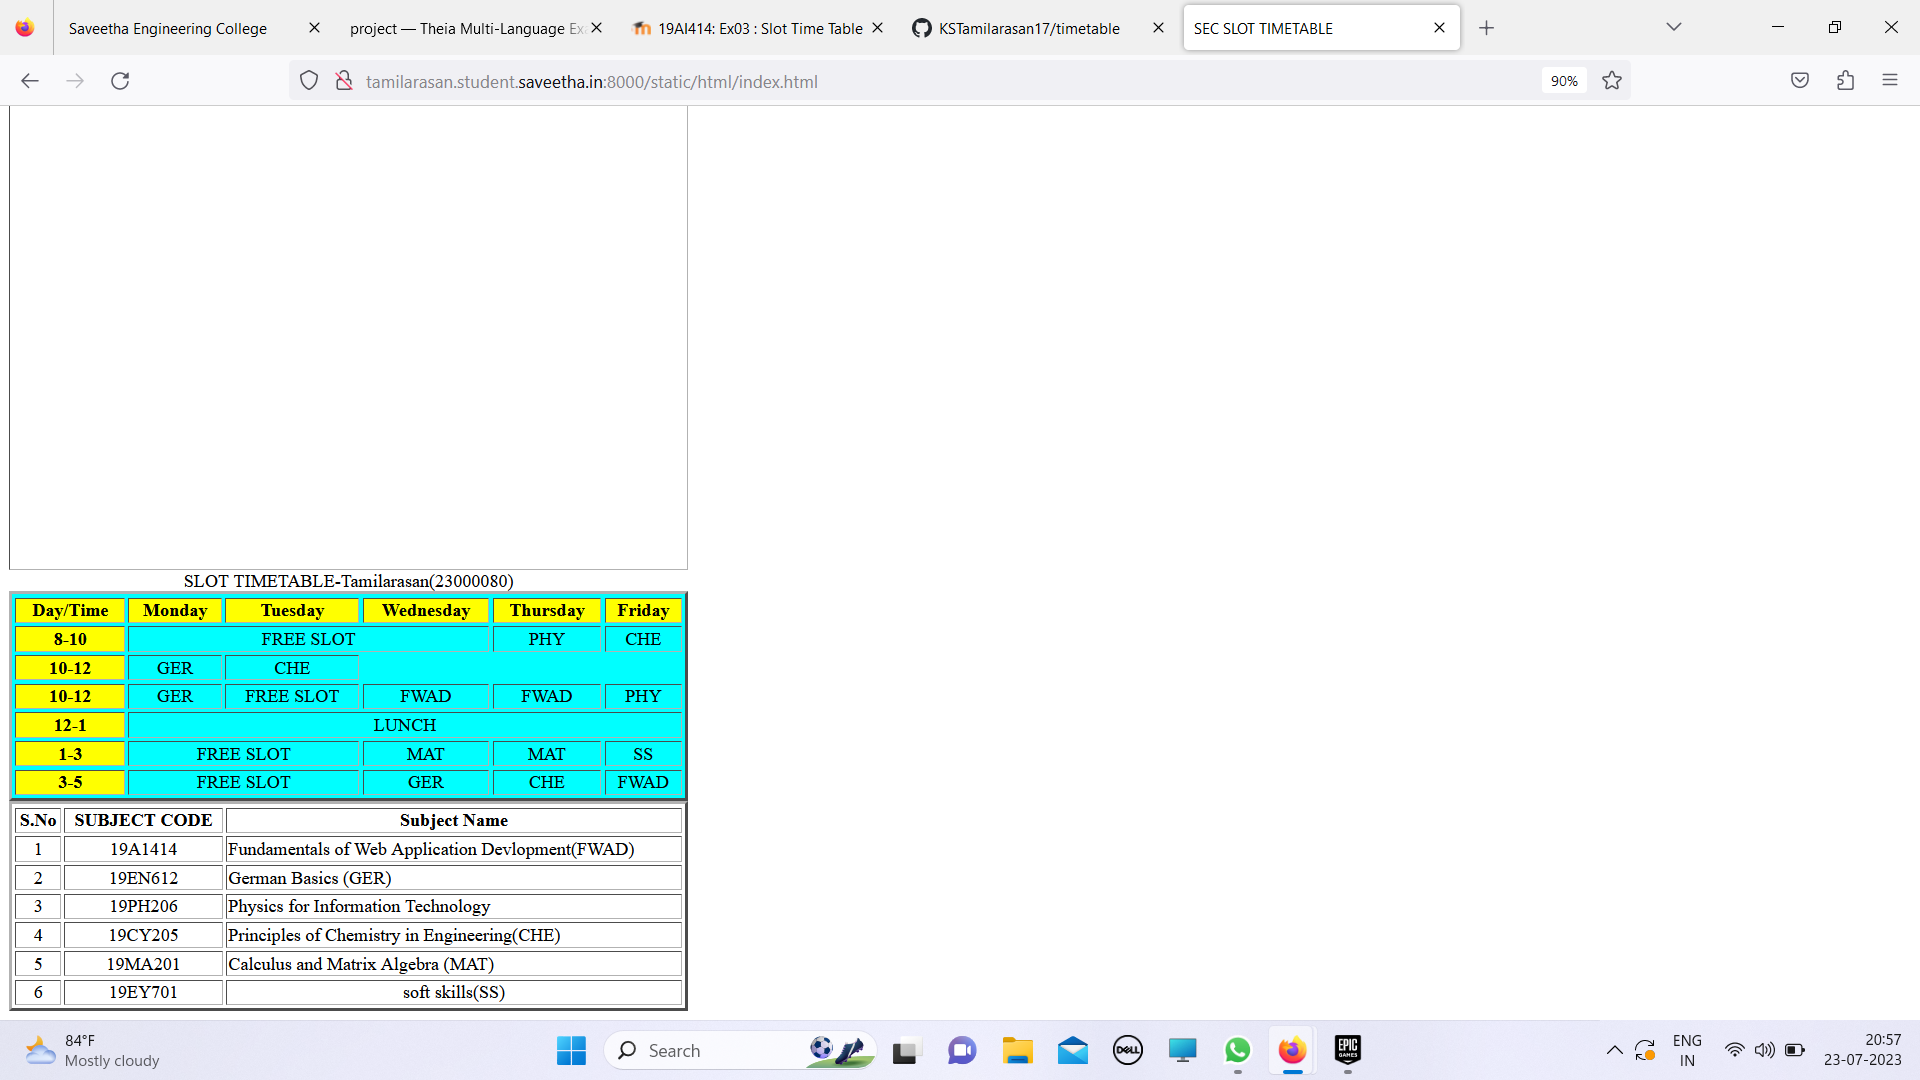 Saveetha Engineering College
project — Theia Multi-Language Ex
19AI414: Ex03 : Slot Time Table
KSTamilarasan17/timetable
SEC SLOT TIMETABLE
tamilarasan.student.saveetha.in:8000/static/html/index.html
90%
SLOT TIMETABLE-Tamilarasan(23000080)
Day/Time Monday Tuesday Wednesday Thursday Friday
8-10 FREE SLOT PHY CHE
10-12 GER CHE
10-12 GER FREE SLOT FWAD FWAD PHY
12-1 LUNCH
1-3 FREE SLOT MAT MAT SS
3-5 FREE SLOT GER CHE FWAD
S.No SUBJECT CODE Subject Name
1 19A1414 Fundamentals of Web Application Devlopment(FWAD)
2 19EN612 German Basics (GER)
3 19PH206 Physics for Information Technology
4 19CY205 Principles of Chemistry in Engineering(CHE)
5 19MA201 Calculus and Matrix Algebra (MAT)
6 19EY701 soft skills(SS)
84°F
Mostly cloudy
Search
DELL
EPIC
GAMES
ENG
IN
20:57
23-07-2023